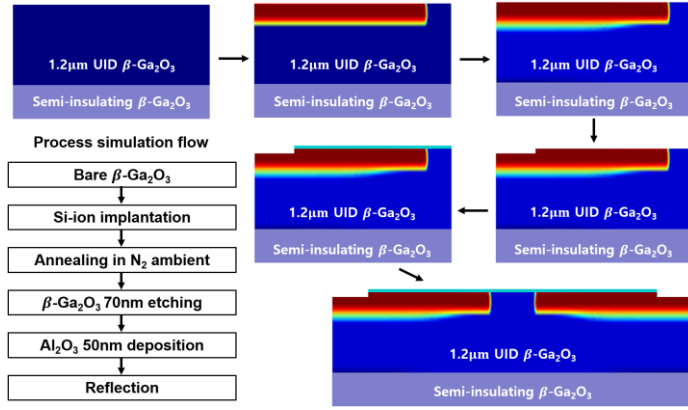 1.2μm UID β-Ga₂O₃
Semi-insulating β-Ga₂O₃
1.2μm UID β-Ga₂O₃
Semi-insulating β-Ga₂O₃
1.2μm UID β-Ga₂O₃
Semi-insulating β-Ga₂O₃
Process simulation flow
Bare β-Ga₂O₃
Si-ion implantation
Annealing in N₂ ambient
β-Ga₂O₃ 70nm etching
Al₂O₃ 50nm deposition
Reflection
1.2μm UID β-Ga₂O₃
Semi-insulating β-Ga₂O₃
1.2μm UID β-Ga₂O₃
Semi-insulating β-Ga₂O₃
1.2μm UID β-Ga₂O₃
Semi-insulating β-Ga₂O₃